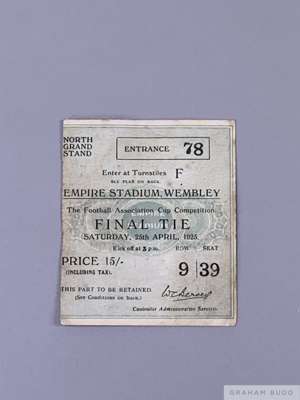 NORTH
GRAND
STAND
ENTRANCE 78
Enter at Turnstiles F
SEE PLAN ON BACK
EMPIRE STADIUM, WEMBLEY
The Football Association Cup Competition
FINAL TIE
(SATURDAY, 25th APRIL, 1925.
Kick off at 3 p.m. ROW SEAT
PRICE 15/- 9 39
(INCLUDING TAX).
THIS PART TO BE RETAINED.
(See Conditions on back.)
Controller Administrative Services.
GRAHAM BUDD